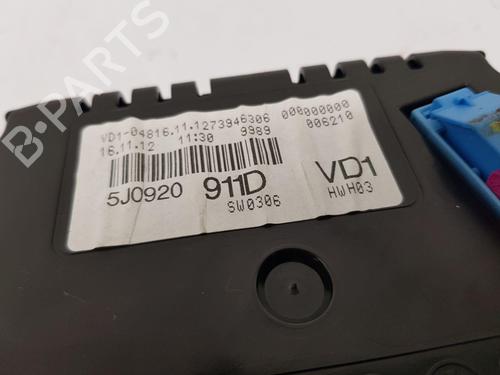 VD1-04816.11.1273946306 000000000
16.11.12 11:30 9989 006210
5J0920 911D VD1
SW0306 HWH03
B-PARTS